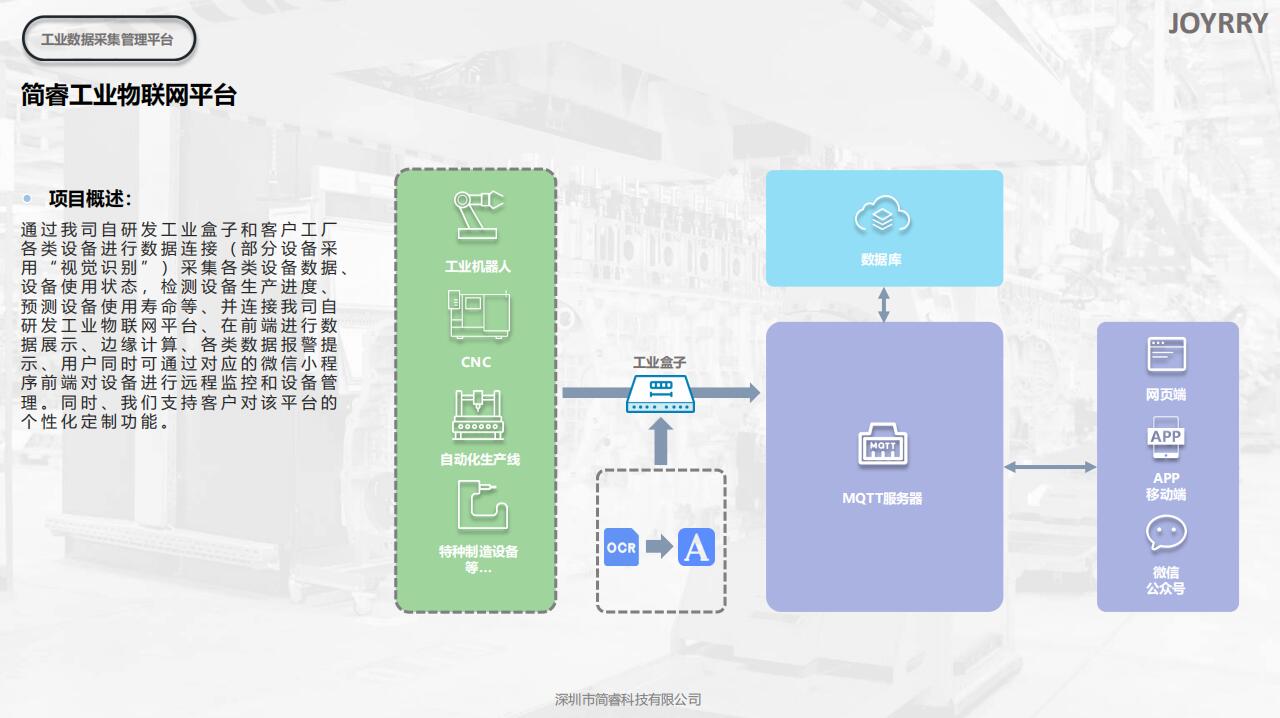 工业数据采集管理平台
JOYRRY
简睿工业物联网平台
项目概述：
通过我司自研发工业盒子和客户工厂
各类设备进行数据连接（部分设备采
用“视觉识别”）采集各类设备数据、
设备使用状态，检测设备生产进度、
预测设备使用寿命等、并连接我司自
研发工业物联网平台、在前端进行数
据展示、边缘计算、各类数据报警提
示、用户同时可通过对应的微信小程
序前端对设备进行远程监控和设备管
理。同时、我们支持客户对该平台的
个性化定制功能。
工业机器人
CNC
自动化生产线
特种制造设备
等...
工业盒子
OCR
A
数据库
MQTT
MQTT服务器
网页端
APP
APP
移动端
微信
公众号
深圳市简睿科技有限公司